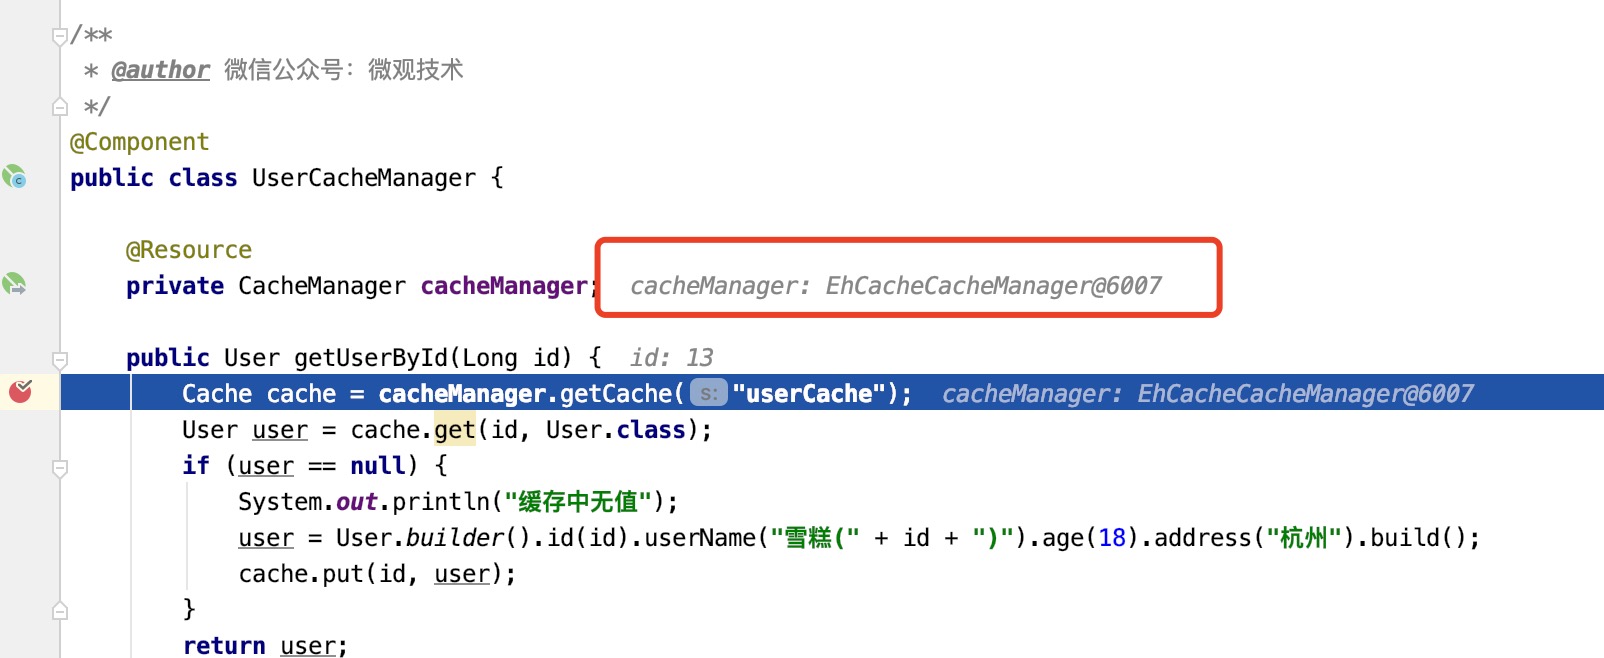 /**
 * @author 微信公众号：微观技术
 */
@Component
public class UserCacheManager {
@Resource
private CacheManager cacheManager; cacheManager: EhCacheCacheManager@6007
public User getUserById(Long id) { id: 13
Cache cache = cacheManager.getCache( s: "userCache"); cacheManager: EhCacheCacheManager@6007
User user = cache.get(id, User.class);
if (user == null) {
System.out.println("缓存中无值");
user = User.builder().id(id).userName("雪糕(" + id + ")").age(18).address("杭州").build();
cache.put(id, user);
}
return user;